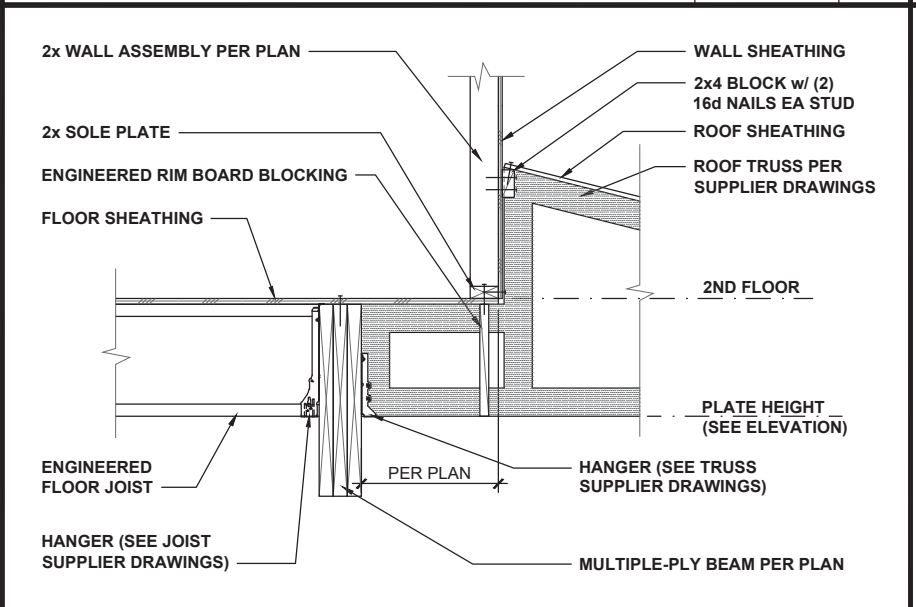 2x WALL ASSEMBLY PER PLAN
2x SOLE PLATE
ENGINEERED RIM BOARD BLOCKING
FLOOR SHEATHING
WALL SHEATHING
2x4 BLOCK w/ (2)
16d NAILS EA STUD
ROOF SHEATHING
ROOF TRUSS PER
SUPPLIER DRAWINGS
2ND FLOOR
PLATE HEIGHT
(SEE ELEVATION)
ENGINEERED
FLOOR JOIST
PER PLAN
HANGER (SEE TRUSS
SUPPLIER DRAWINGS)
HANGER (SEE JOIST
SUPPLIER DRAWINGS)
MULTIPLE-PLY BEAM PER PLAN